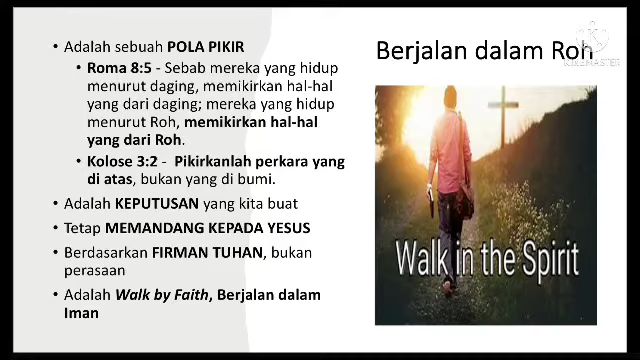 Berjalan dalam Roh
• Adalah sebuah POLA PIKIR
• Roma 8:5 - Sebab mereka yang hidup
menurut daging, memikirkan hal-hal
yang dari daging; mereka yang hidup
menurut Roh, memikirkan hal-hal
yang dari Roh.
• Kolose 3:2 - Pikirkanlah perkara yang
di atas, bukan yang di bumi.
• Adalah KEPUTUSAN yang kita buat
• Tetap MEMANDANG KEPADA YESUS
• Berdasarkan FIRMAN TUHAN, bukan
perasaan
• Adalah Walk by Faith, Berjalan dalam
Iman
Walk in the Spirit
KINEMASTER